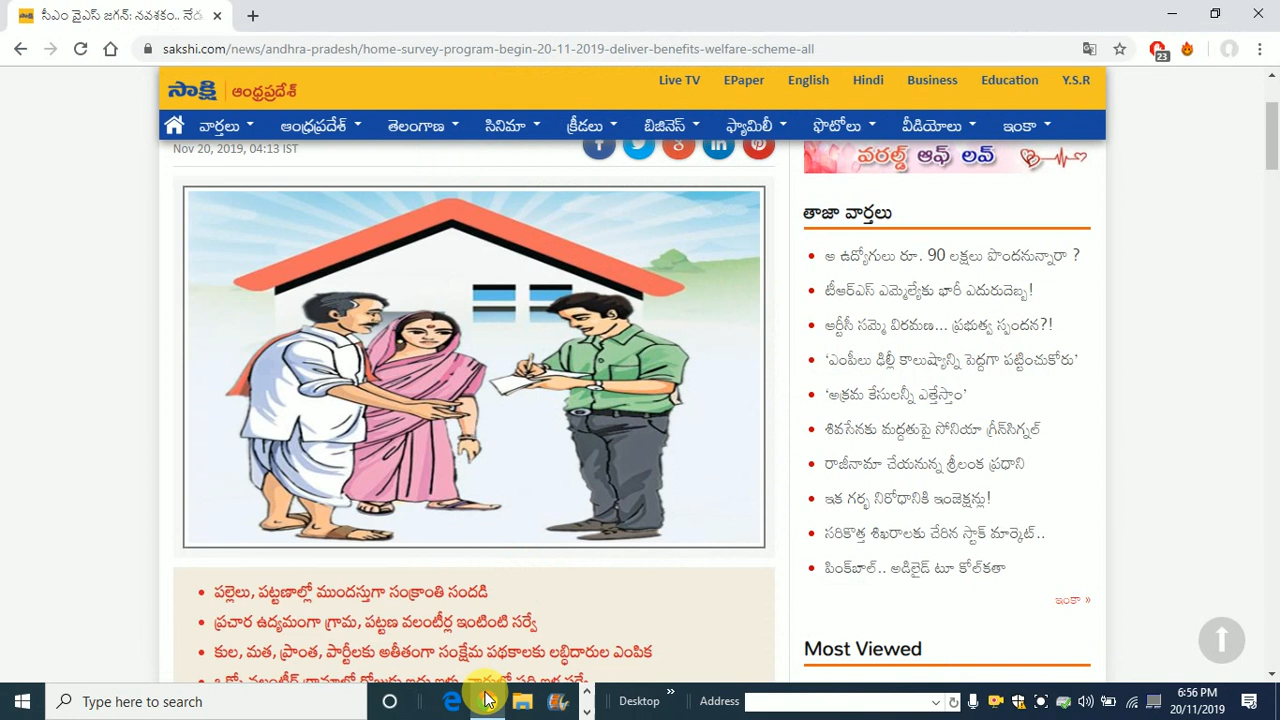 సీఎం వైఎస్‌ జగన్‌: నవశకం.. నేడు
sakshi.com/news/andhra-pradesh/home-survey-program-begin-20-11-2019-deliver-benefits-welfare-scheme-all
23
సాక్షి | ఆంధ్రప్రదేశ్
Live TV EPaper English Hindi Business Education Y.S.R
వార్తలు ఆంధ్రప్రదేశ్ తెలంగాణ సినిమా క్రీడలు బిజినెస్ ఫ్యామిలీ ఫొటోలు వీడియోలు ఇంకా
Nov 20, 2019, 04:13 IST
వరల్డ్ ఆఫ్ లవ్
తాజా వార్తలు
ఆ ఉద్యోగులు రూ. 90 లక్షలు పొందనున్నారా ?
టీఆర్‌ఎస్‌ ఎమ్మెల్యేకు భారీ ఎదురుదెబ్బ!
ఆర్టీసీ సమ్మె విరమణ... ప్రభుత్వ స్పందన?!
‘ఎంపీలు ఢిల్లీ కాలుష్యాన్ని పెద్దగా పట్టించుకోరు’
‘అక్రమ కేసులన్నీ ఎత్తేస్తాం’
శివసేనకు మద్దతుపై సోనియా గ్రీన్‌సిగ్నల్‌
రాజీనామా చేయనున్న శ్రీలంక ప్రధాని
ఇక గర్భ నిరోధానికి ఇంజెక్షన్లు!
సరికొత్త శిఖరాలకు చేరిన స్టాక్‌ మార్కెట్‌..
పింక్‌బాల్‌.. అడిలైడ్‌ టూ కోల్‌కతా
ఇంకా »
Most Viewed
పల్లెలు, పట్టణాల్లో ముందస్తుగా సంక్రాంతి సందడి
ప్రచార ఉద్యమంగా గ్రామ, పట్టణ వలంటీర్ల ఇంటింటి సర్వే
కుల, మత, ప్రాంత, పార్టీలకు అతీతంగా సంక్షేమ పథకాలకు లబ్ధిదారుల ఎంపిక
Type here to search
Desktop
Address
6:56 PM
20/11/2019